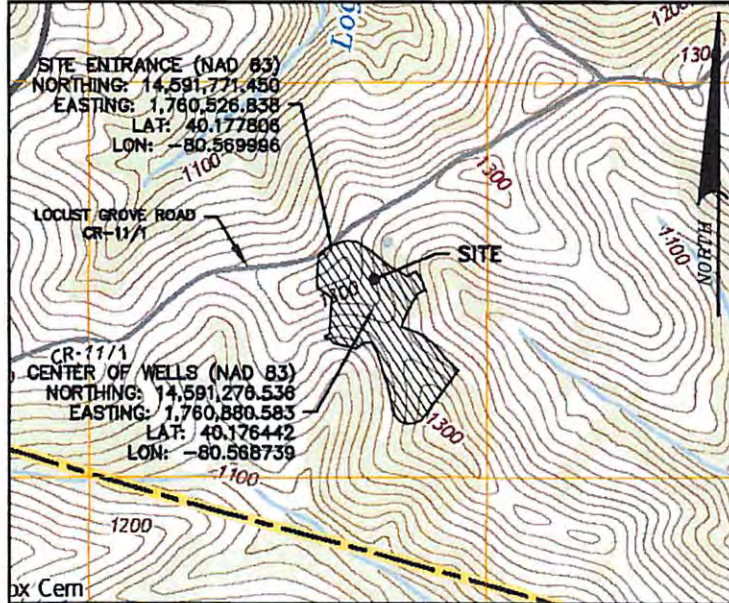 Log
1200
1300
SITE ENTRANCE (NAD 83)
NORTHING: 14,591,771.450
EASTING: 1,760,526.838
LAT: 40.177806
LON: -80.569996
1100
1300
LOCUST GROVE ROAD
CR-11/1
SITE
1100
NORTH
1300
CR-11/1
CENTER OF WELLS (NAD 83)
NORTHING: 14,591,276.536
EASTING: 1,760,880.583
LAT: 40.176442
LON: -80.568739
1300
1100
1200
ox Cem